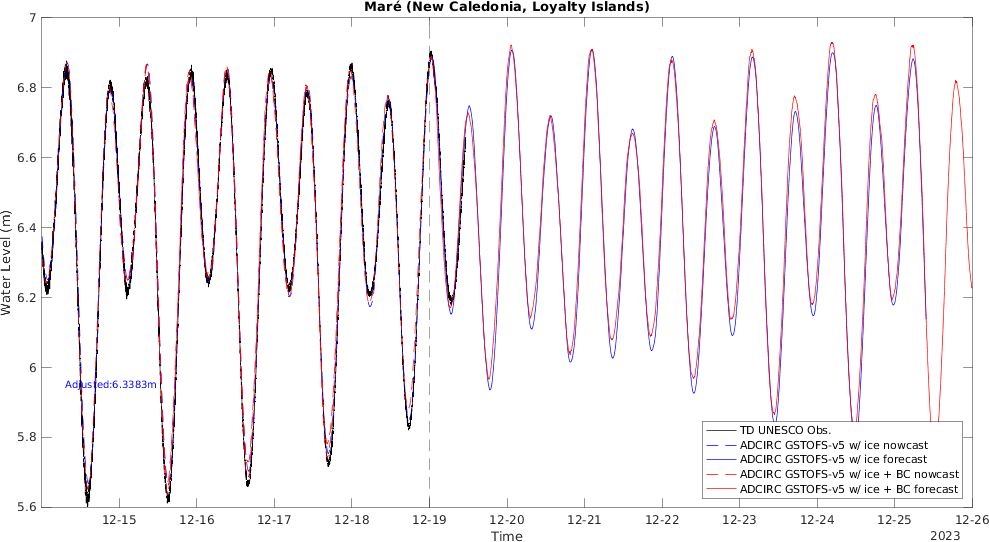 Maré (New Caledonia, Loyalty Islands)
7
6.8
6.6
6.4
6.2
6
5.8
5.6
Water Level (m)
Adjusted:6.3383m
TD UNESCO Obs.
ADCIRC GSTOFS-v5 w/ ice nowcast
ADCIRC GSTOFS-v5 w/ ice forecast
ADCIRC GSTOFS-v5 w/ ice + BC nowcast
ADCIRC GSTOFS-v5 w/ ice + BC forecast
12-15 12-16 12-17 12-18 12-19 12-20 12-21 12-22 12-23 12-24 12-25 12-26
Time
2023